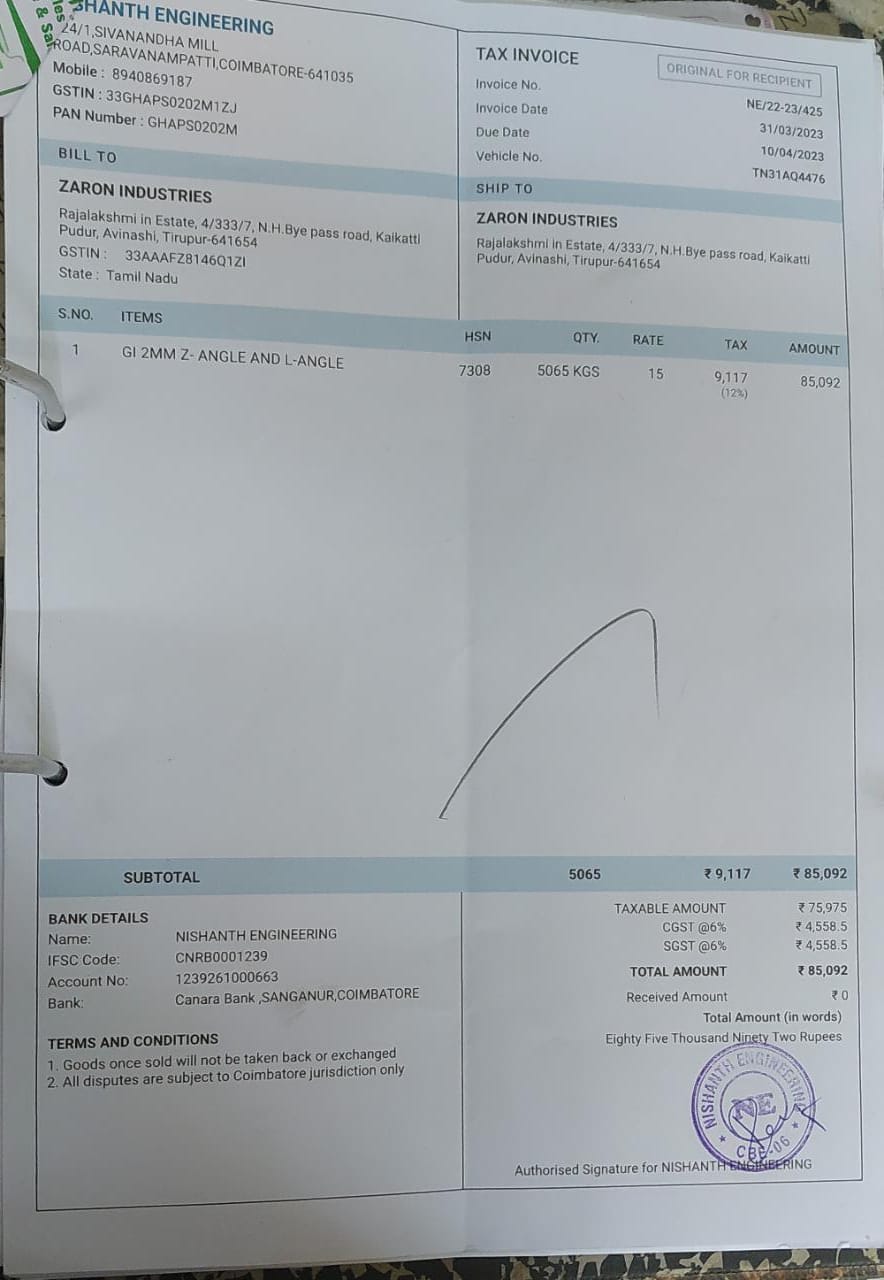 SHANTH ENGINEERING
24/1,SIVANANDHA MILL
ROAD,SARAVANAMPATTI,COIMBATORE-641035
Mobile : 8940869187
GSTIN : 33GHAPS0202M1ZJ
PAN Number : GHAPS0202M
TAX INVOICE
ORIGINAL FOR RECIPIENT
Invoice No. NE/22-23/425
Invoice Date 31/03/2023
Due Date 10/04/2023
Vehicle No. TN31AQ4476
BILL TO
ZARON INDUSTRIES
Rajalakshmi in Estate, 4/333/7, N.H.Bye pass road, Kaikatti
Pudur, Avinashi, Tirupur-641654
GSTIN : 33AAAFZ8146Q1ZI
State : Tamil Nadu
SHIP TO
ZARON INDUSTRIES
Rajalakshmi in Estate, 4/333/7, N.H.Bye pass road, Kaikatti
Pudur, Avinashi, Tirupur-641654
S.NO. ITEMS HSN QTY. RATE TAX AMOUNT
1 GI 2MM Z- ANGLE AND L-ANGLE 7308 5065 KGS 15 9,117 85,092
(12%)
SUBTOTAL 5065 ₹ 9,117 ₹ 85,092
BANK DETAILS
Name: NISHANTH ENGINEERING
IFSC Code: CNRB0001239
Account No: 1239261000663
Bank: Canara Bank ,SANGANUR,COIMBATORE
TERMS AND CONDITIONS
1. Goods once sold will not be taken back or exchanged
2. All disputes are subject to Coimbatore jurisdiction only
TAXABLE AMOUNT ₹ 75,975
CGST @6% ₹ 4,558.5
SGST @6% ₹ 4,558.5
TOTAL AMOUNT ₹ 85,092
Received Amount ₹ 0
Total Amount (in words)
Eighty Five Thousand Ninety Two Rupees
NISHANTH ENGINEERING
NE
CBE-06
Authorised Signature for NISHANTH ENGINEERING